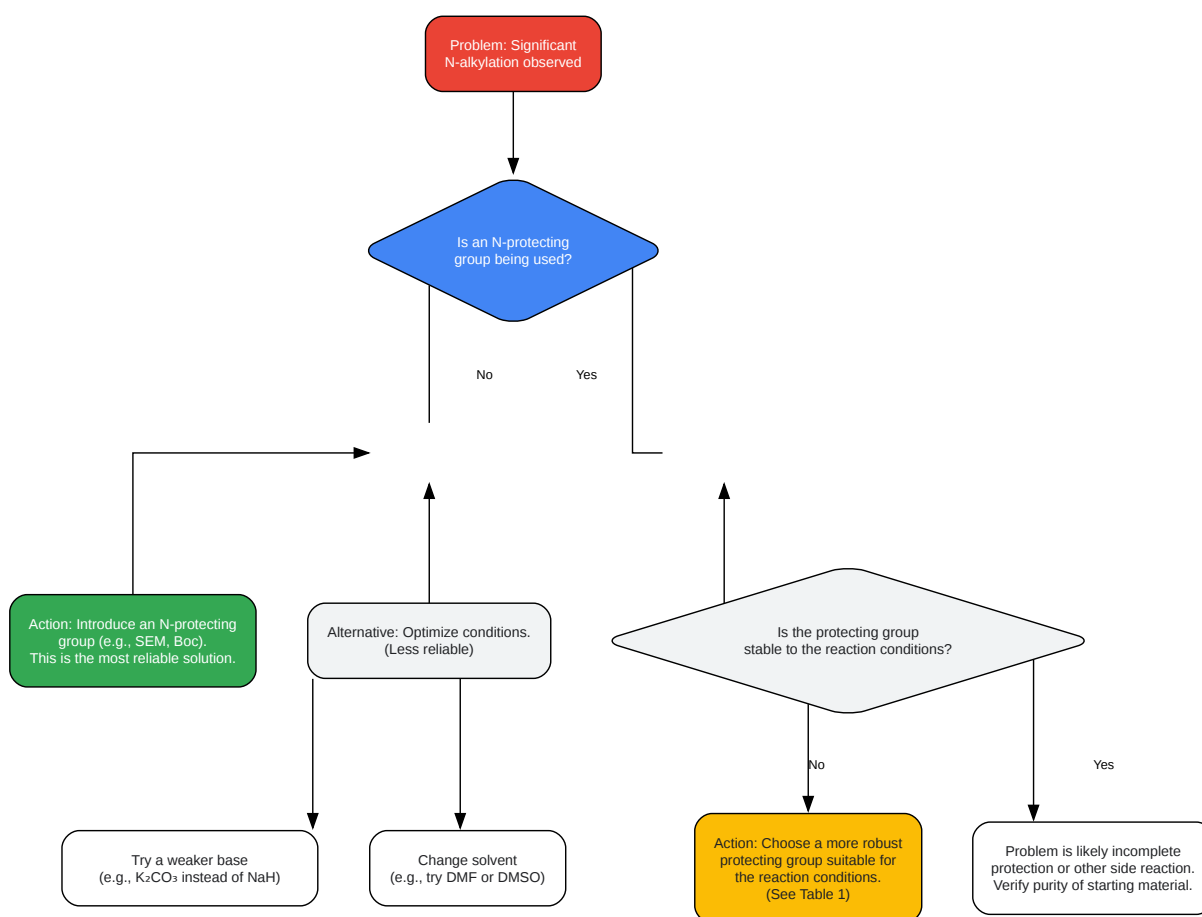 Problem: Significant
N-alkylation observed
Is an N-protecting
group being used?
No
Yes
Action: Introduce an N-protecting
group (e.g., SEM, Boc).
This is the most reliable solution.
Alternative: Optimize conditions.
(Less reliable)
Is the protecting group
stable to the reaction conditions?
No
Yes
Try a weaker base
(e.g., K₂CO₃ instead of NaH)
Change solvent
(e.g., try DMF or DMSO)
Action: Choose a more robust
protecting group suitable for
the reaction conditions.
(See Table 1)
Problem is likely incomplete
protection or other side reaction.
Verify purity of starting material.